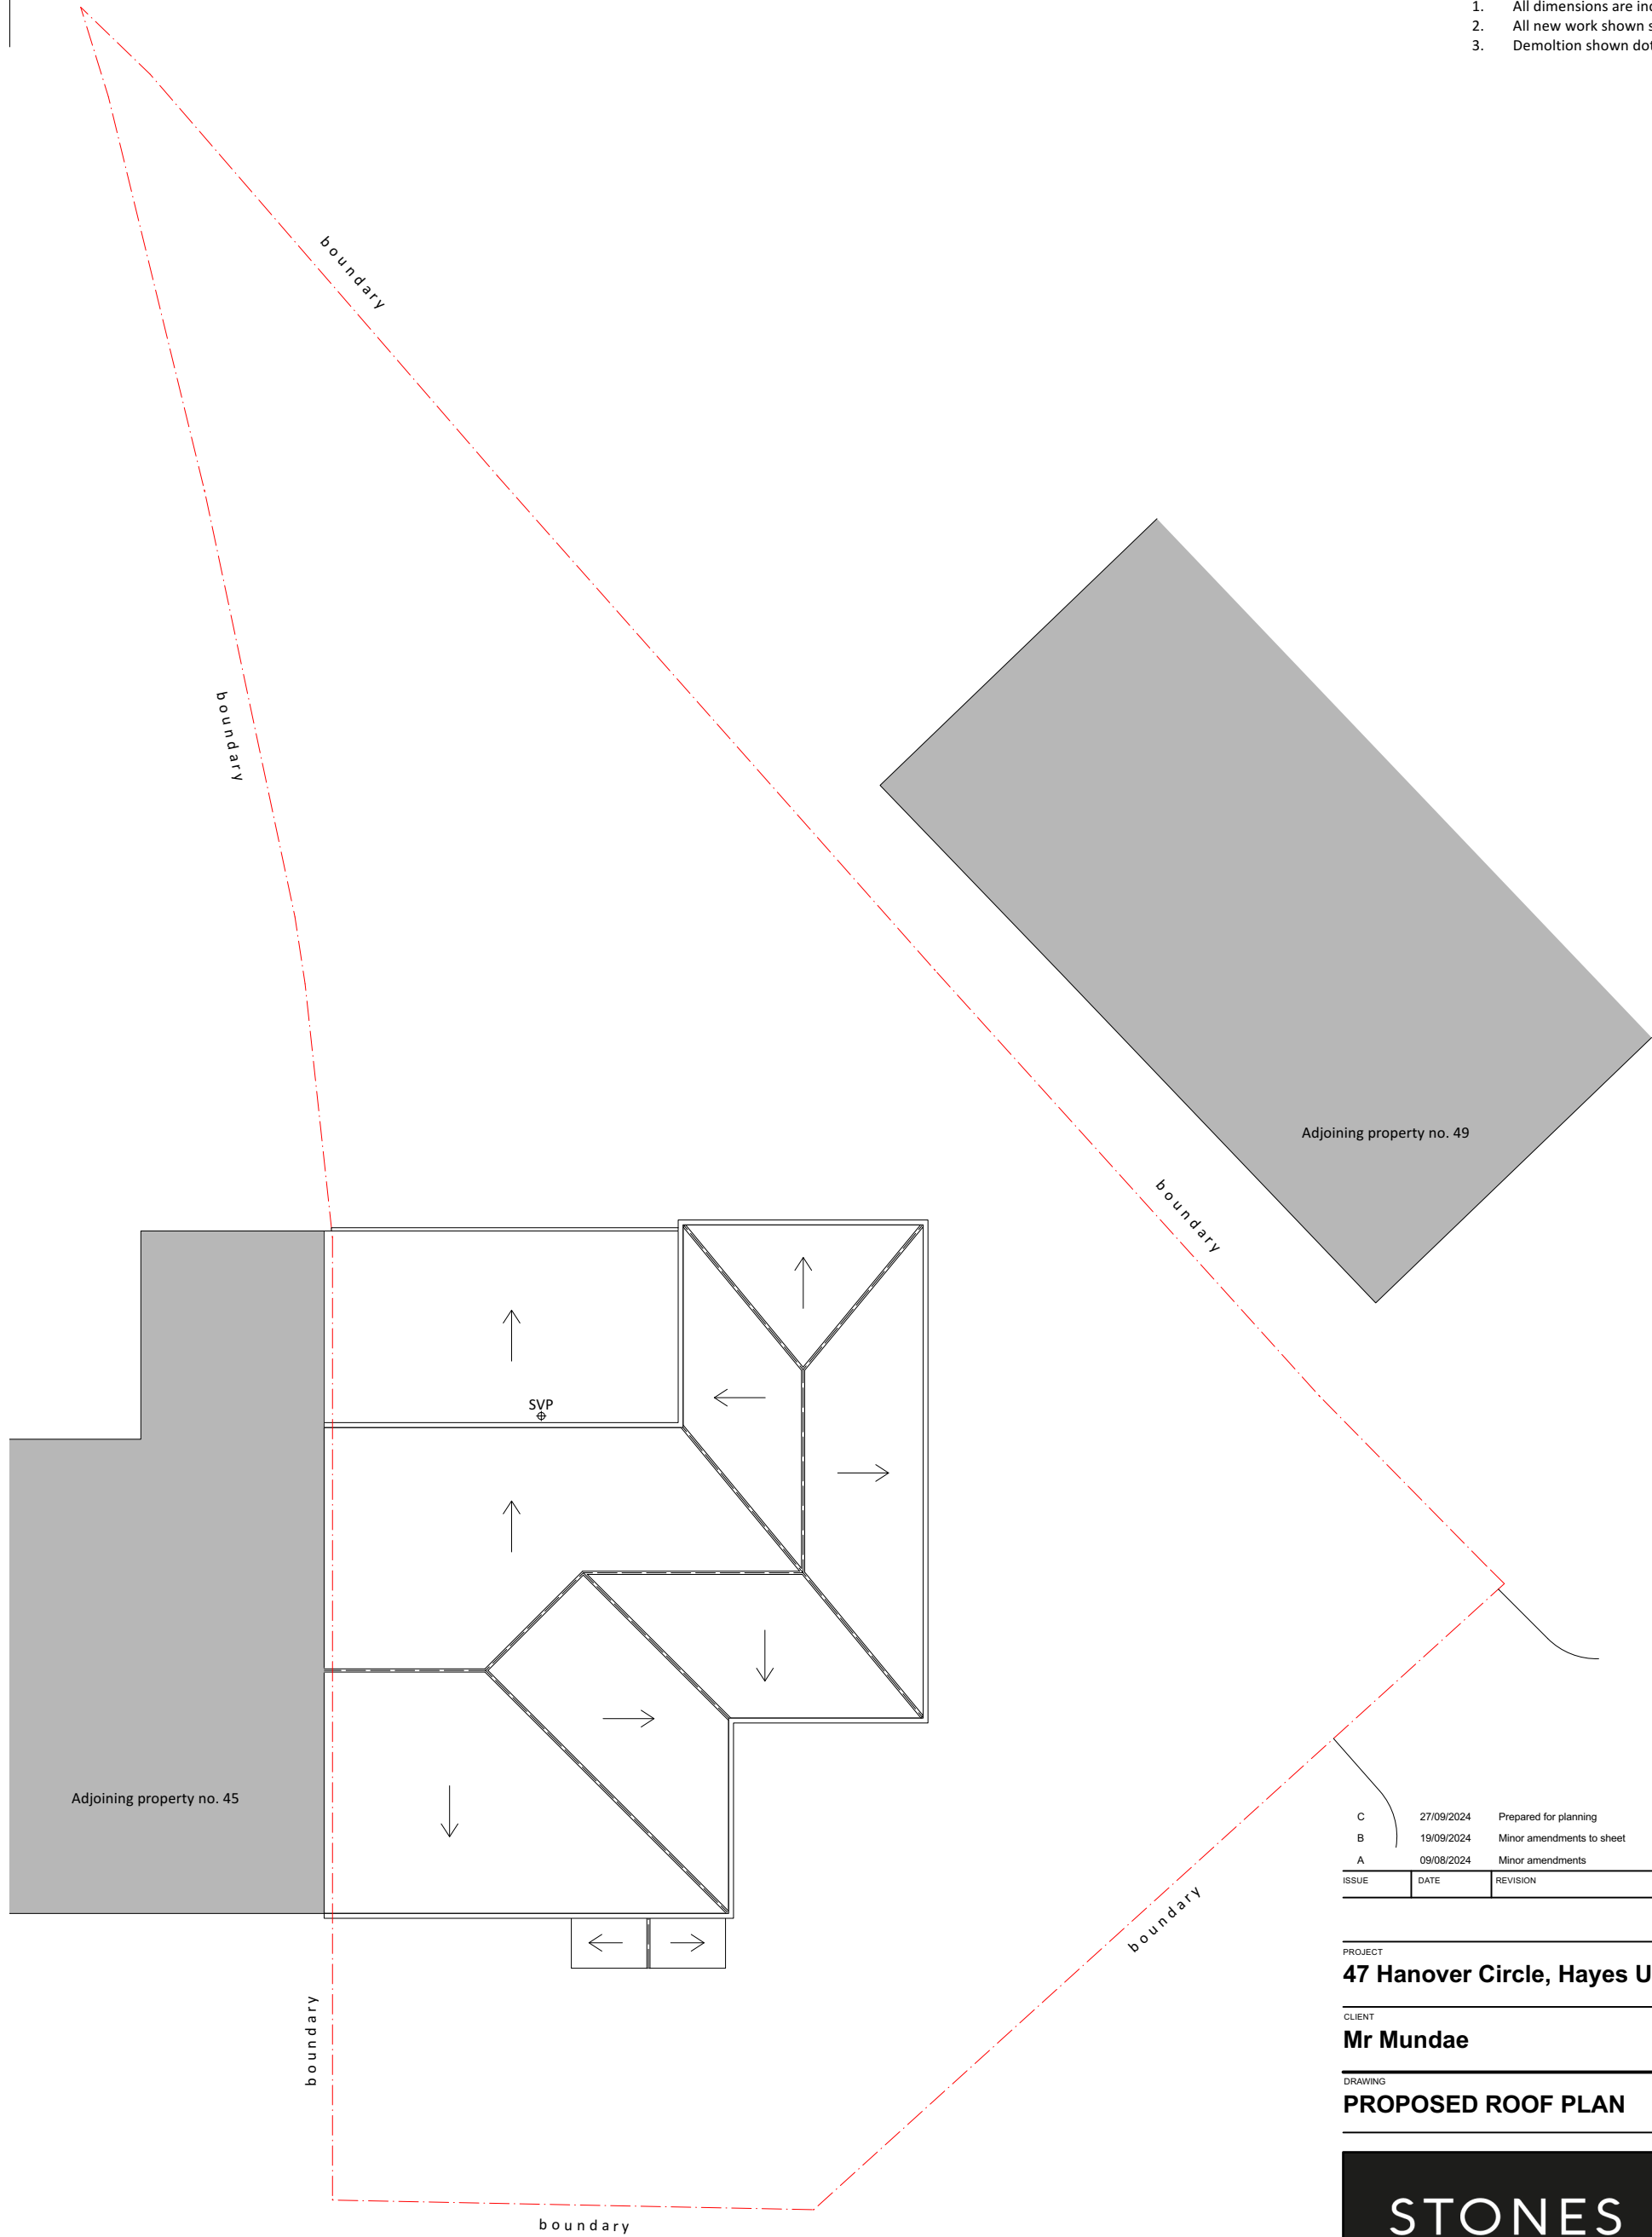 1. All dimensions are in
2. All new work shown
3. Demoltion shown
boundary
boundary
Adjoining property no. 49
boundary
SVP
Adjoining property no. 45
C 27/09/2024 Prepared for planning
B 19/09/2024 Minor amendments to sheet
A 09/08/2024 Minor amendments
ISSUE DATE REVISION
boundary
PROJECT
47 Hanover Circle, Hayes U
boundary
CLIENT
Mr Mundae
DRAWING
PROPOSED ROOF PLAN
STONES
boundary